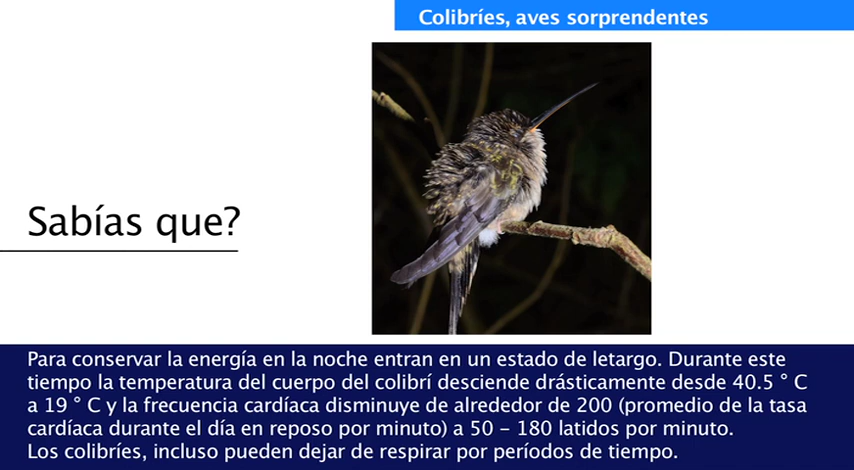 Colibríes, aves sorprendentes
Sabías que?
Para conservar la energía en la noche entran en un estado de letargo. Durante este
tiempo la temperatura del cuerpo del colibrí desciende drásticamente desde 40.5 ° C
a 19 ° C y la frecuencia cardíaca disminuye de alrededor de 200 (promedio de la tasa
cardíaca durante el día en reposo por minuto) a 50 – 180 latidos por minuto.
Los colibríes, incluso pueden dejar de respirar por períodos de tiempo.